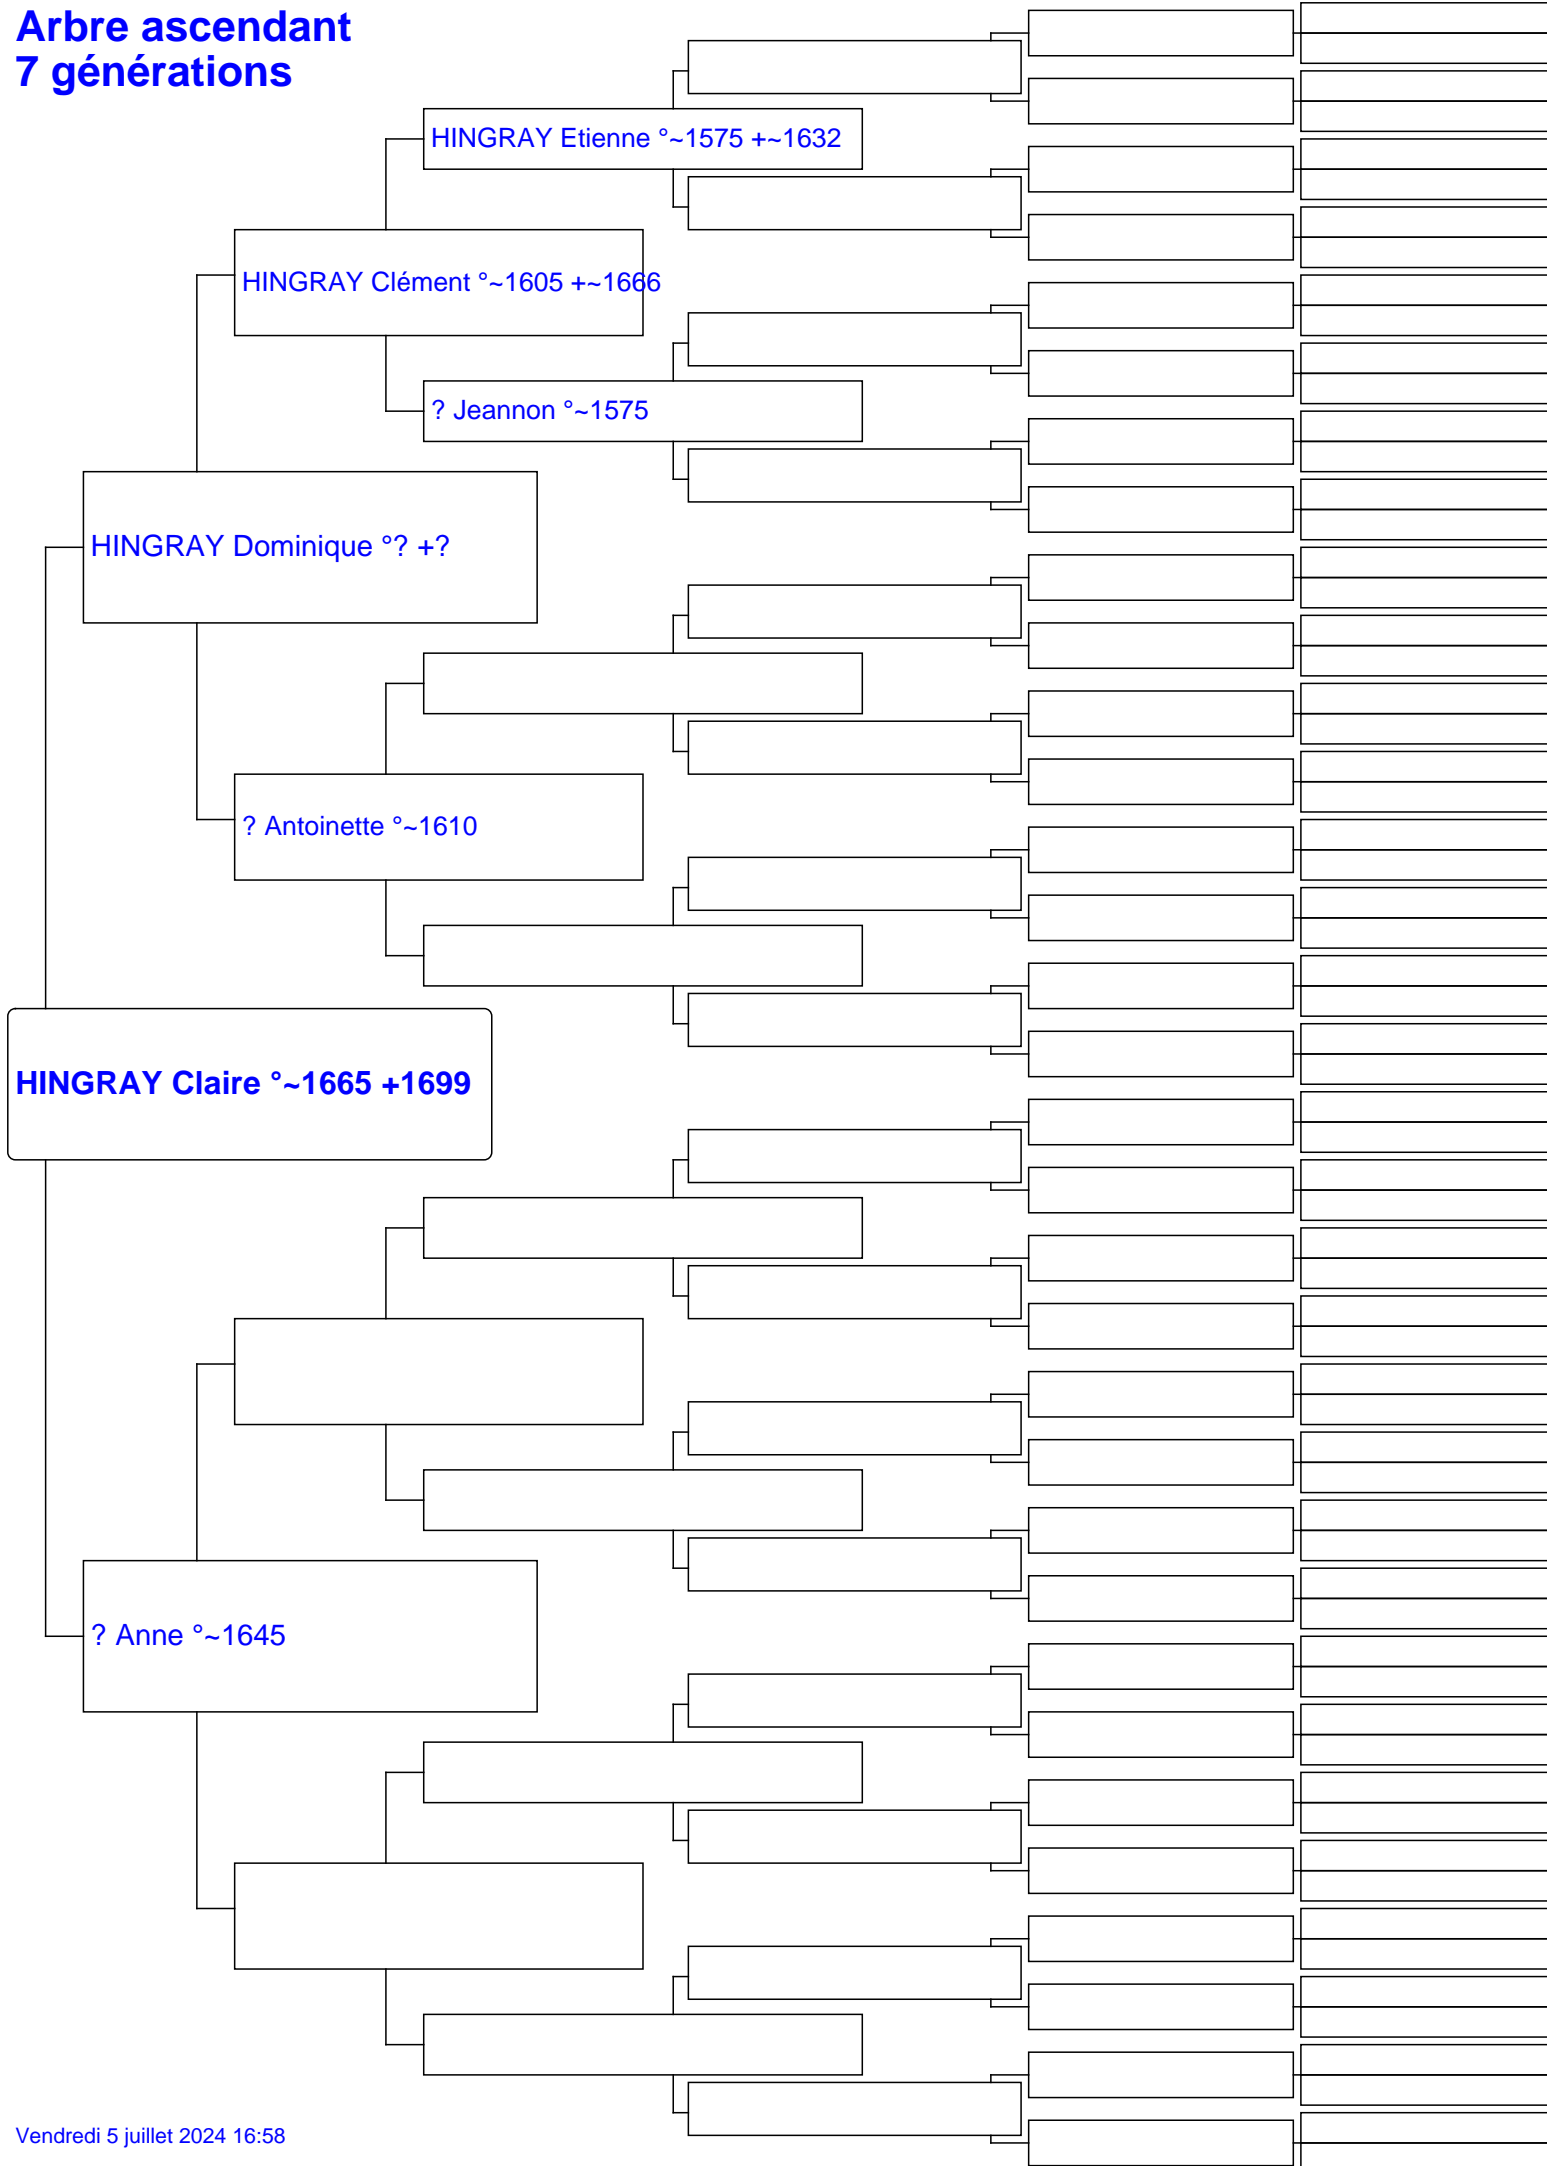 Arbre ascendant
7 générations
HINGRAY Etienne °~1575 +~1632
HINGRAY Clément °~1605 +~1666
? Jeannon °~1575
HINGRAY Dominique °? +?
? Antoinette °~1610
HINGRAY Claire °~1665 +1699
? Anne °~1645
Vendredi 5 juillet 2024 16:58